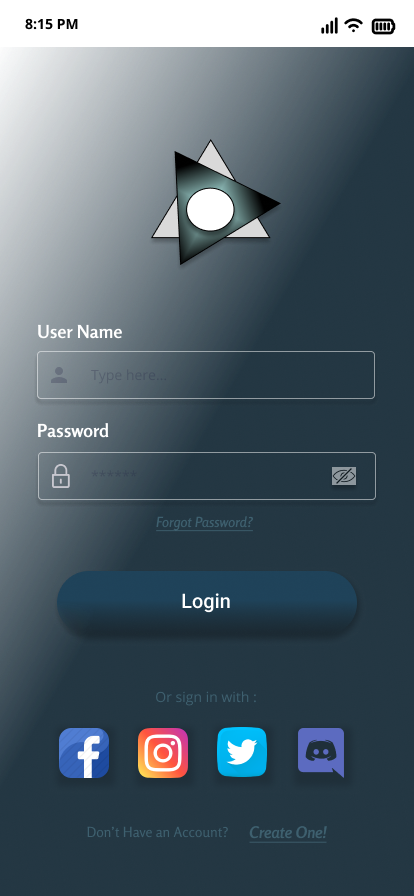 8:15 PM
User Name
Type here...
Password
******
Forgot Password?
Login
Or sign in with :
Don't Have an Account? Create One!